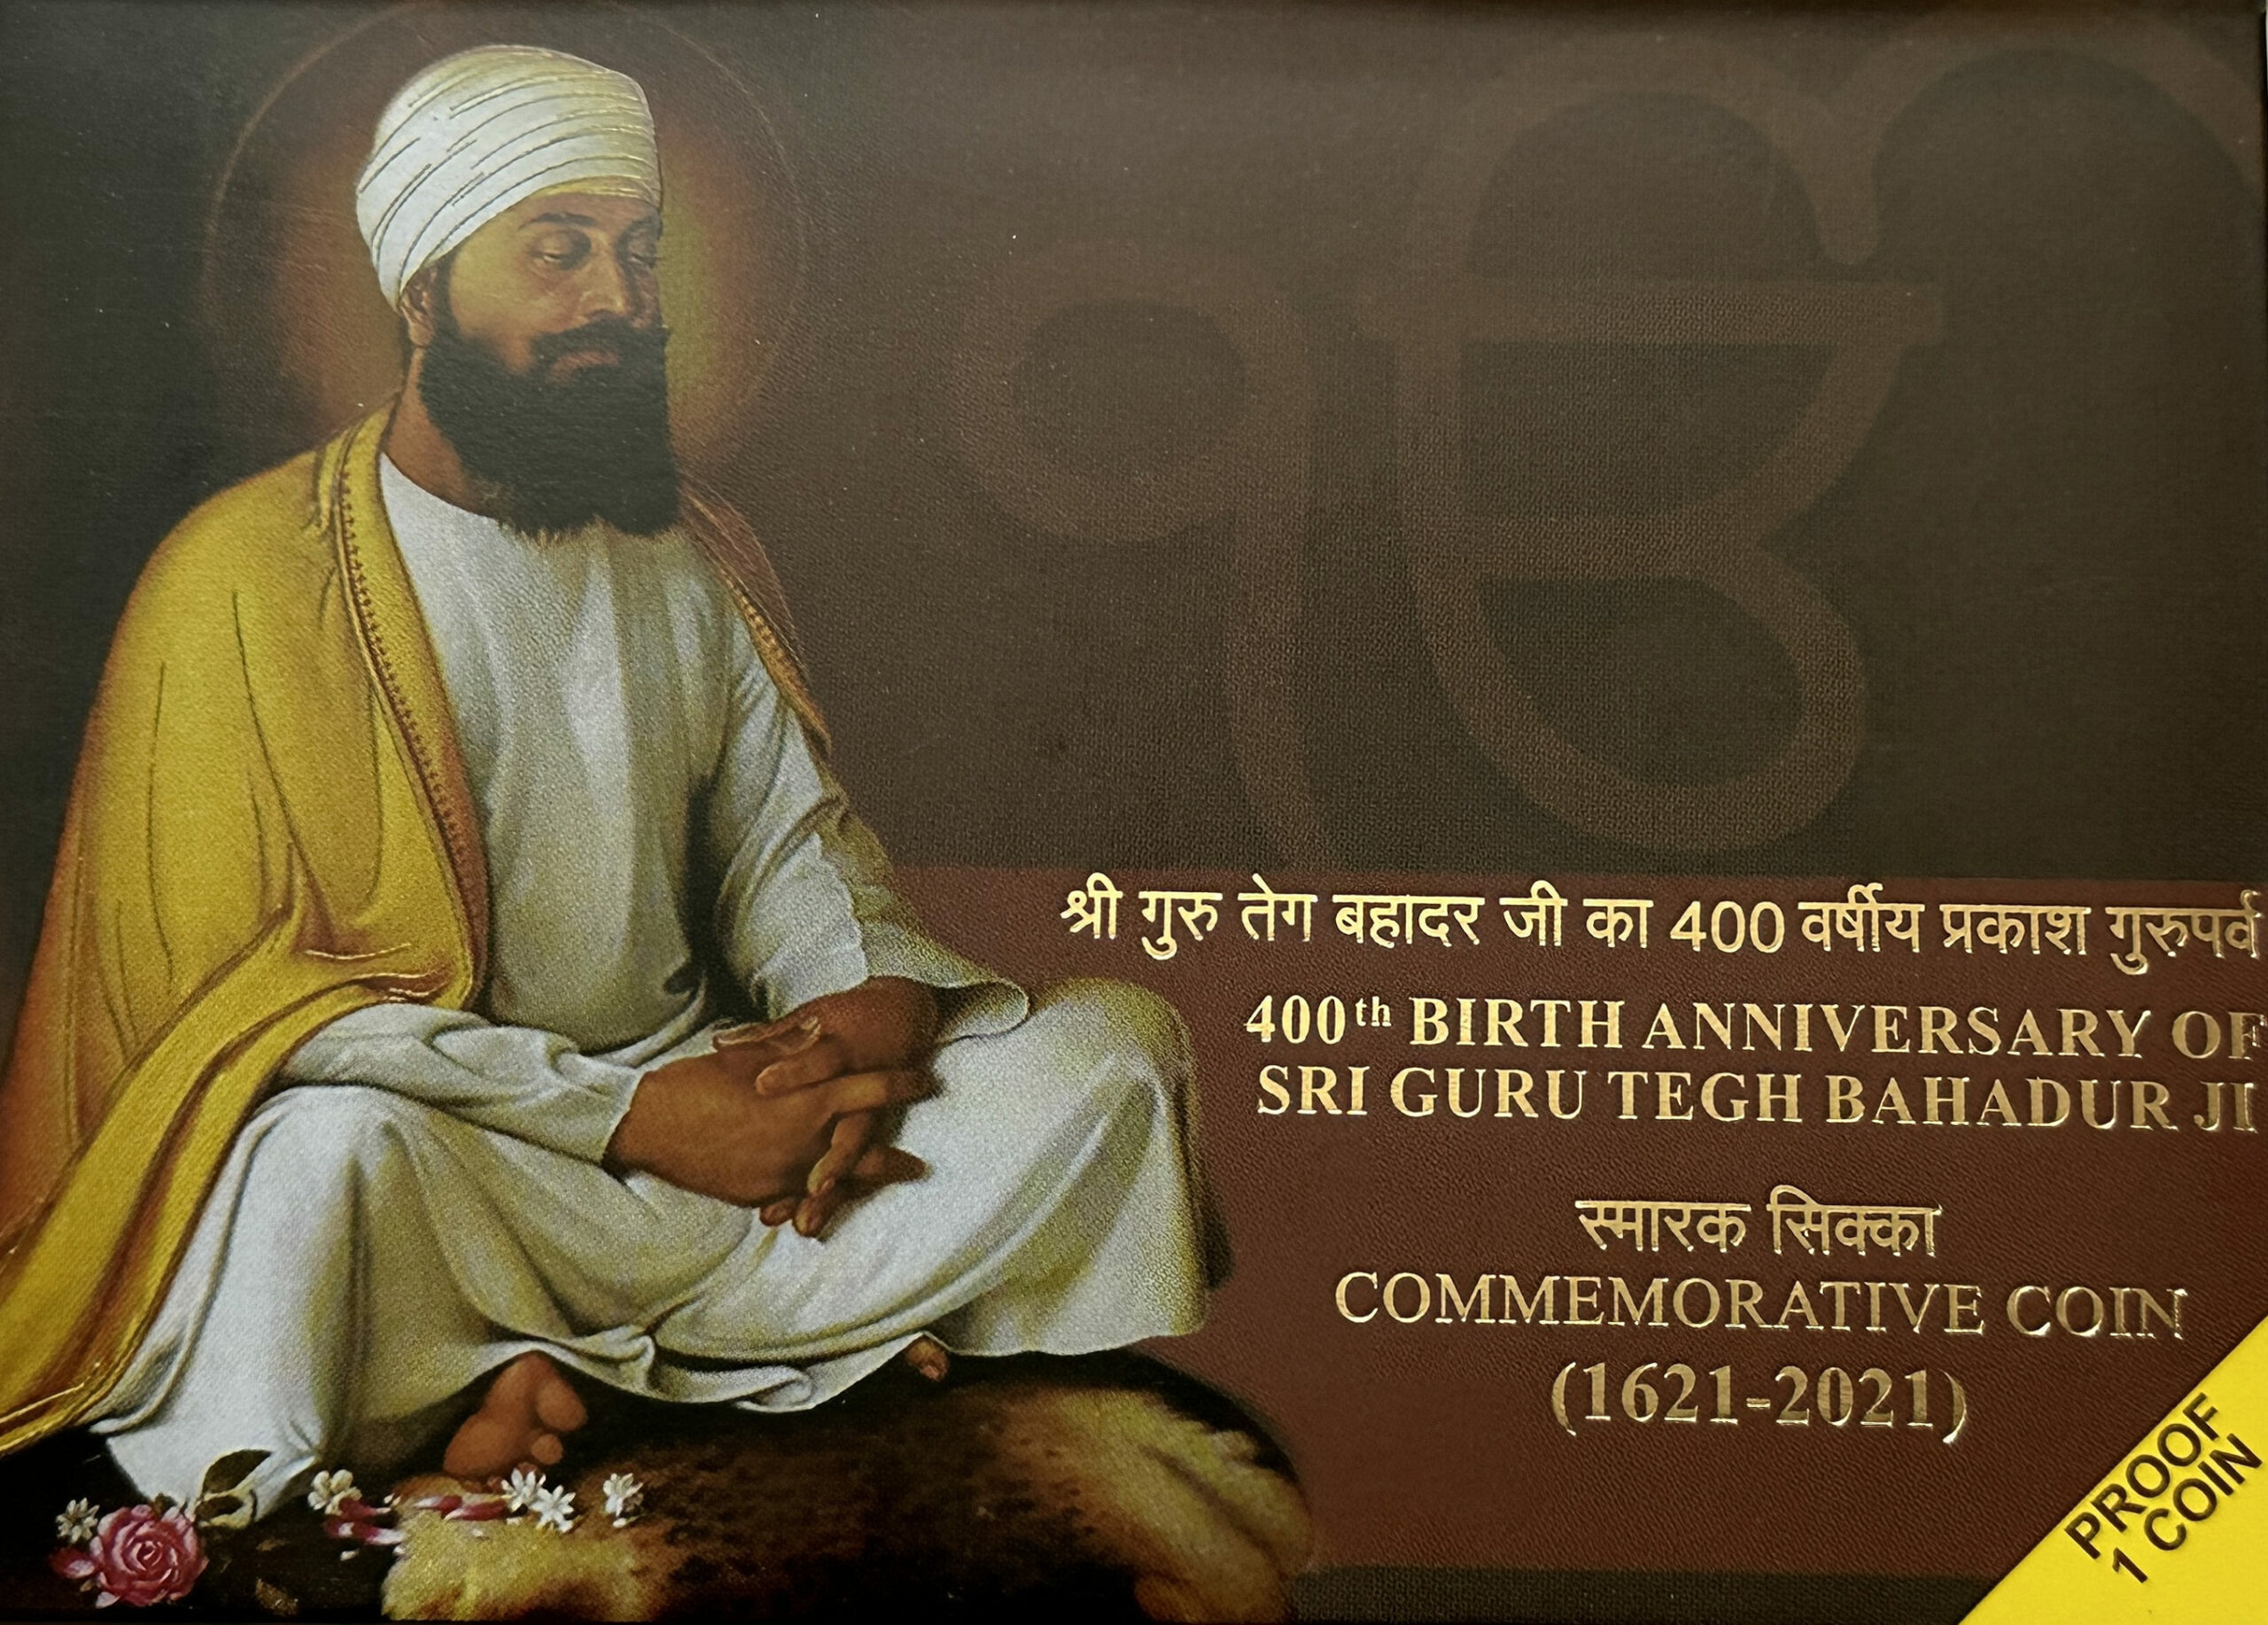 ੴ
श्री गुरु तेग बहादर जी का 400 वर्षीय प्रकाश गुरुपर्व
400th BIRTH ANNIVERSARY OF
SRI GURU TEGH BAHADUR JI
स्मारक सिक्का
COMMEMORATIVE COIN
(1621-2021)
PROOF
1 COIN